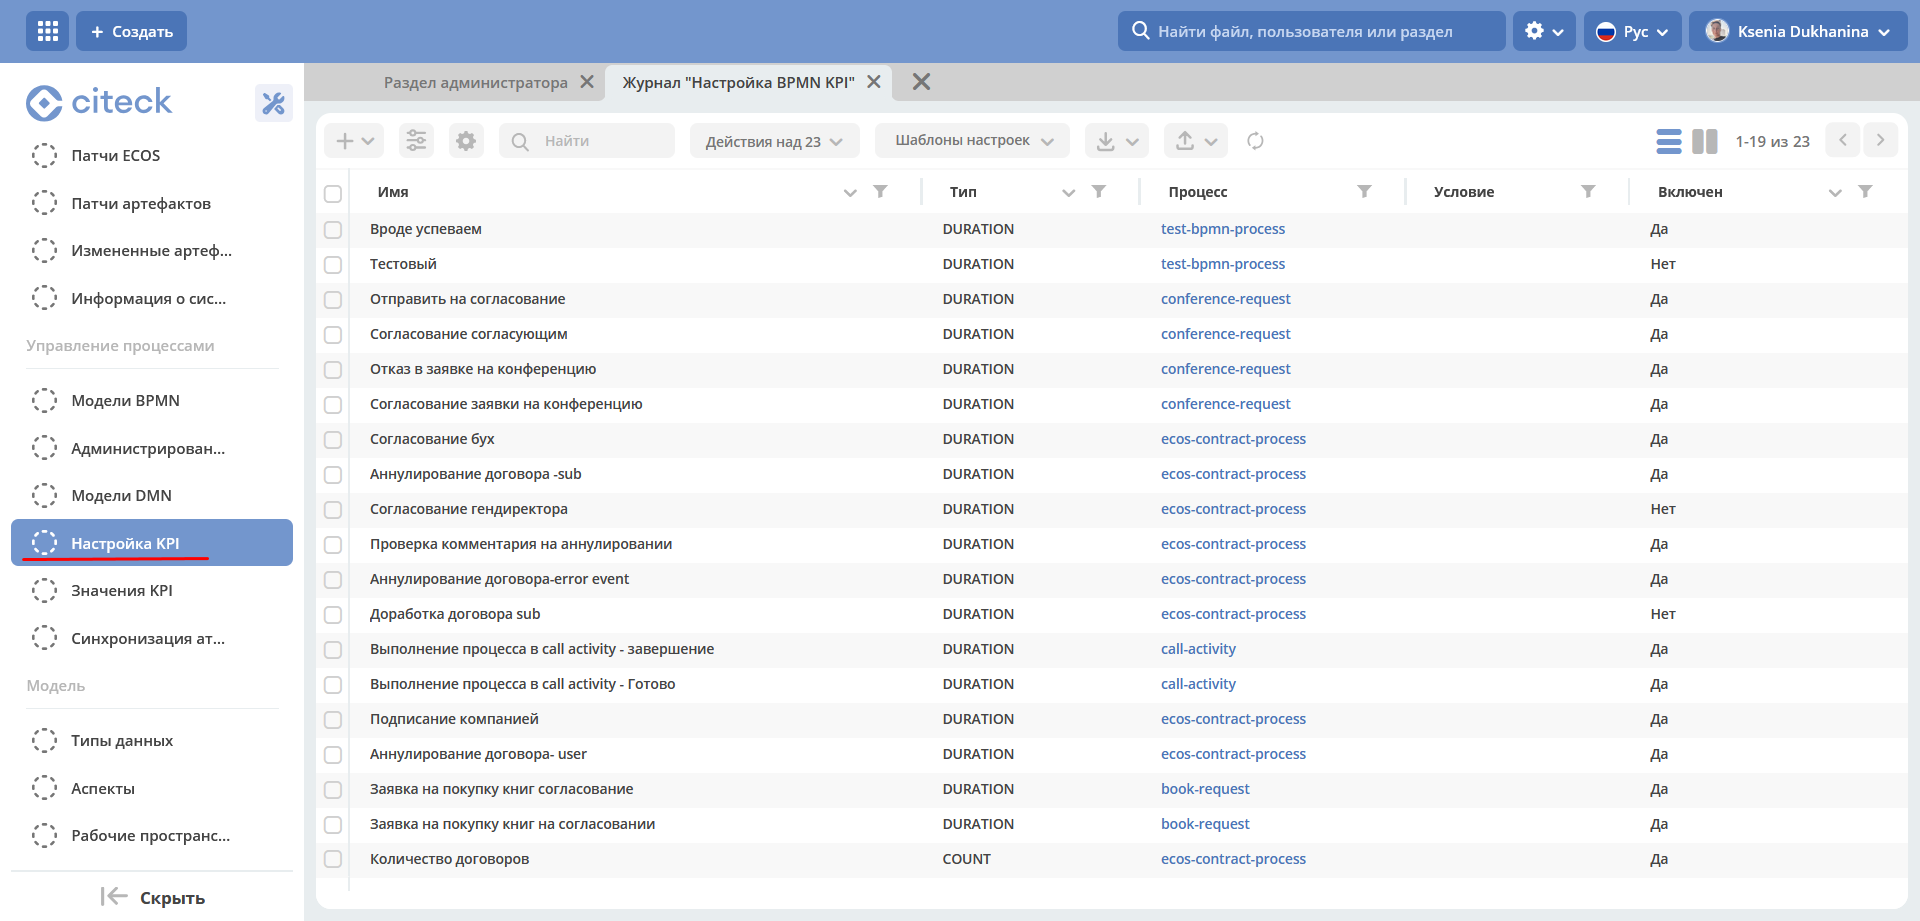 Создать
Найти файл, пользователя или раздел
Рус
Ksenia Dukhanina
citeck
Раздел администратора
Журнал "Настройка BPMN KPI"
Патчи ECOS
Патчи артефактов
Измененные артеф...
Информация о сис...
Управление процессами
Модели BPMN
Администрирован...
Модели DMN
Настройка KPI
Значения KPI
Синхронизация ат...
Модель
Типы данных
Аспекты
Рабочие пространс...
Скрыть
Найти
Действия над 23
Шаблоны настроек
1-19 из 23
Имя Тип Процесс Условие Включен
Вроде успеваем DURATION test-bpmn-process Да
Тестовый DURATION test-bpmn-process Нет
Отправить на согласование DURATION conference-request Да
Согласование согласующим DURATION conference-request Да
Отказ в заявке на конференцию DURATION conference-request Да
Согласование заявки на конференцию DURATION conference-request Да
Согласование бух DURATION ecos-contract-process Да
Аннулирование договора -sub DURATION ecos-contract-process Да
Согласование гендиректора DURATION ecos-contract-process Нет
Проверка комментария на аннулировании DURATION ecos-contract-process Да
Аннулирование договора-error event DURATION ecos-contract-process Да
Доработка договора sub DURATION ecos-contract-process Нет
Выполнение процесса в call activity - завершение DURATION call-activity Да
Выполнение процесса в call activity - Готово DURATION call-activity Да
Подписание компанией DURATION ecos-contract-process Да
Аннулирование договора- user DURATION ecos-contract-process Да
Заявка на покупку книг согласование DURATION book-request Да
Заявка на покупку книг на согласовании DURATION book-request Да
Количество договоров COUNT ecos-contract-process Да